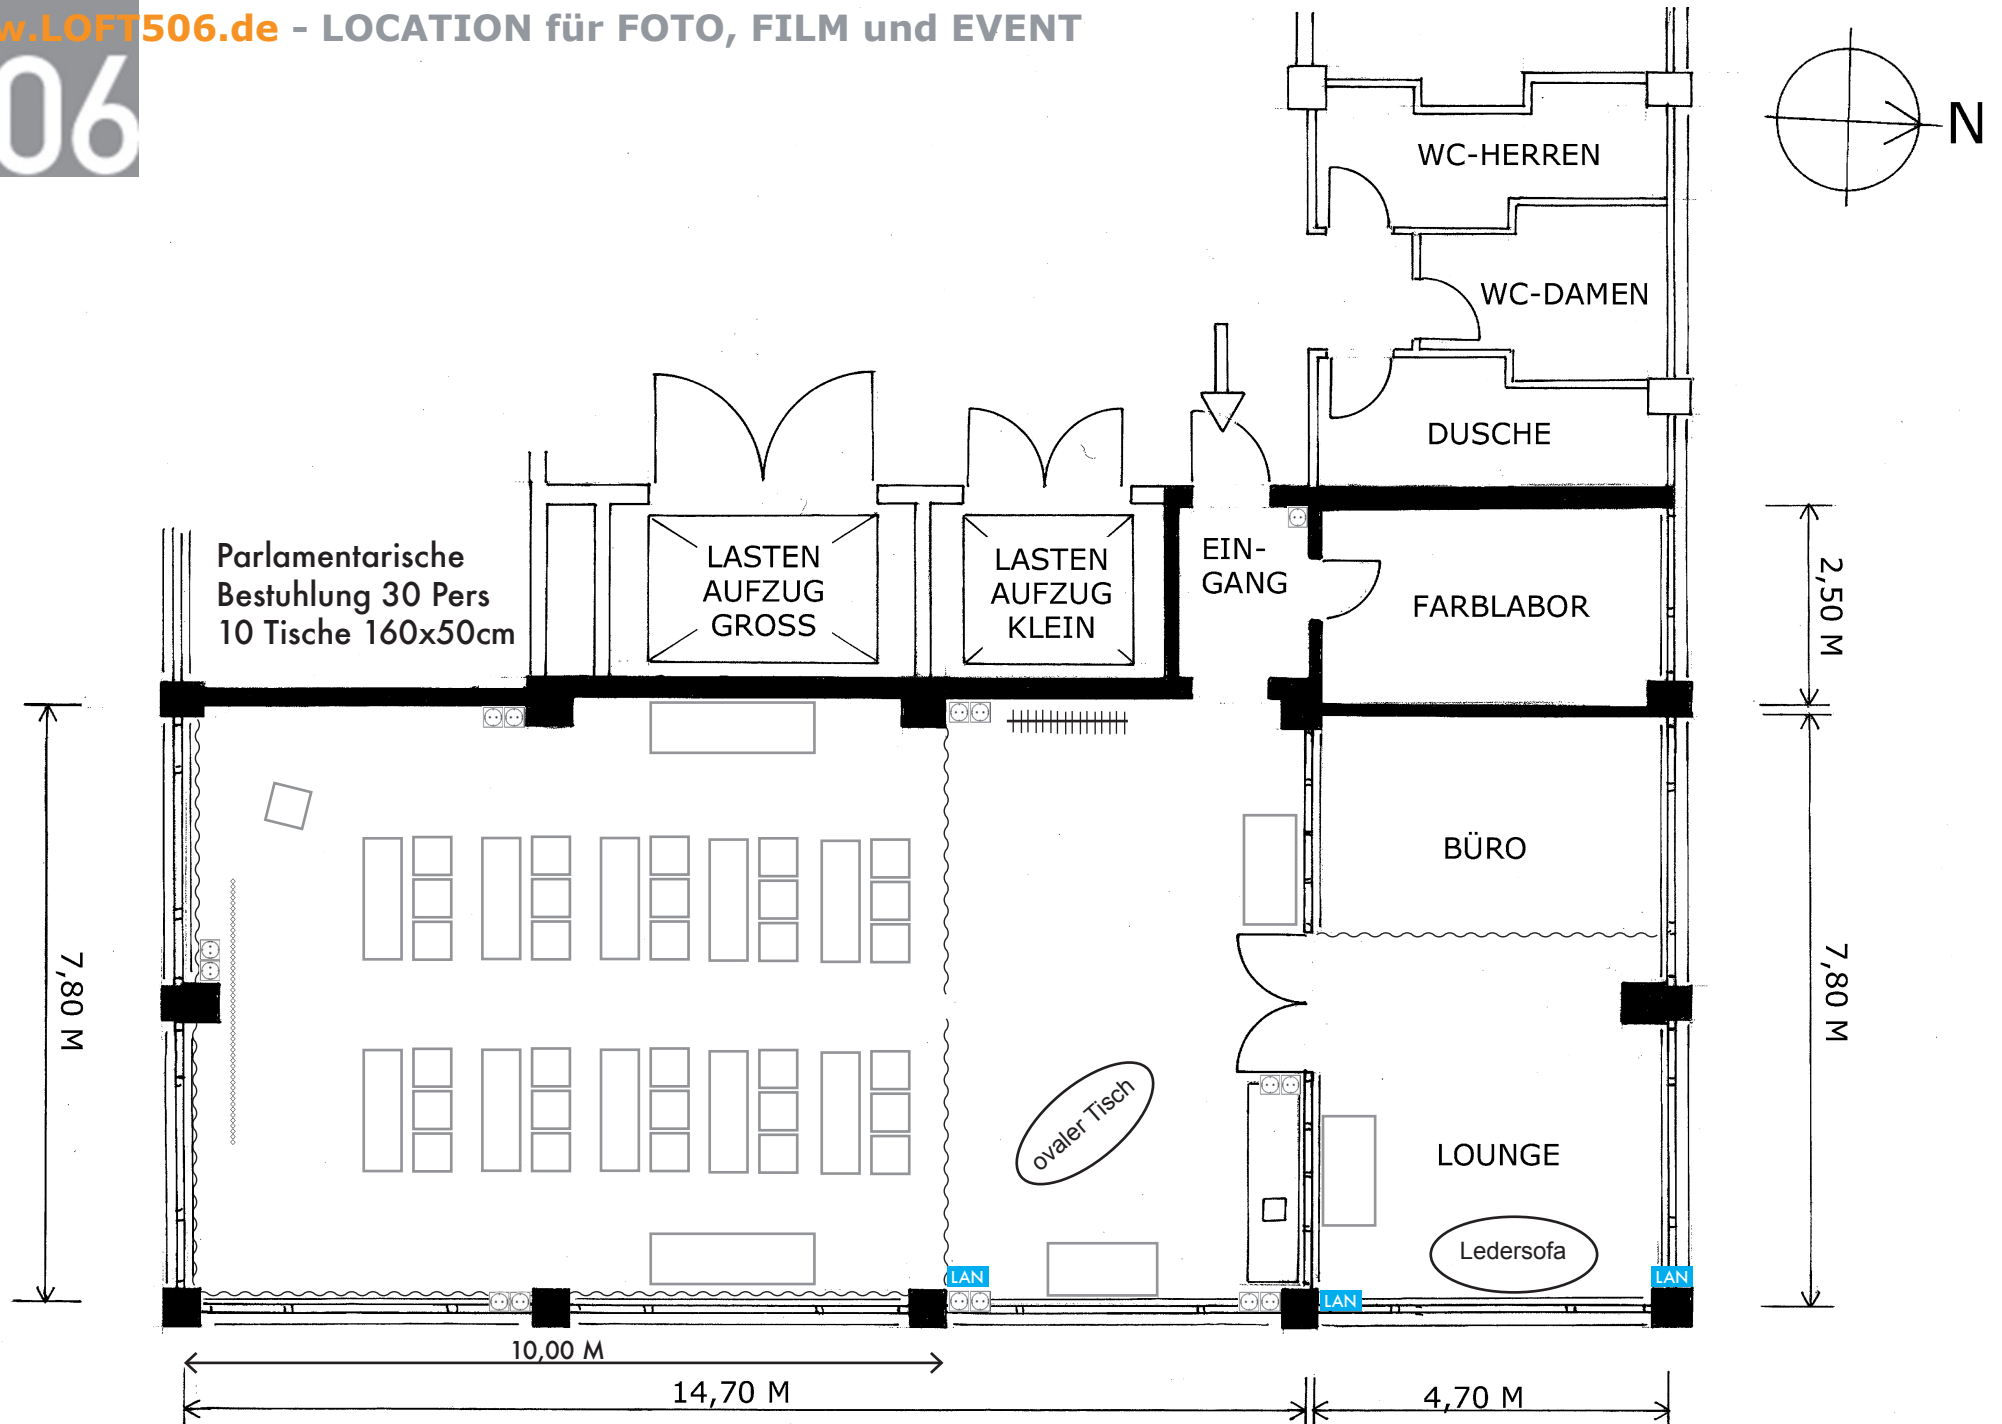 w.LOFT506.de - LOCATION für FOTO, FILM und EVENT
06
N
WC-HERREN
WC-DAMEN
DUSCHE
Parlamentarische
Bestuhlung 30 Pers
10 Tische 160x50cm
LASTEN
AUFZUG
GROSS
LASTEN
AUFZUG
KLEIN
EIN-
GANG
FARBLABOR
2,50 M
BÜRO
7,80 M
7,80 M
ovaler Tisch
LOUNGE
Ledersofa
LAN
LAN
LAN
10,00 M
14,70 M
4,70 M